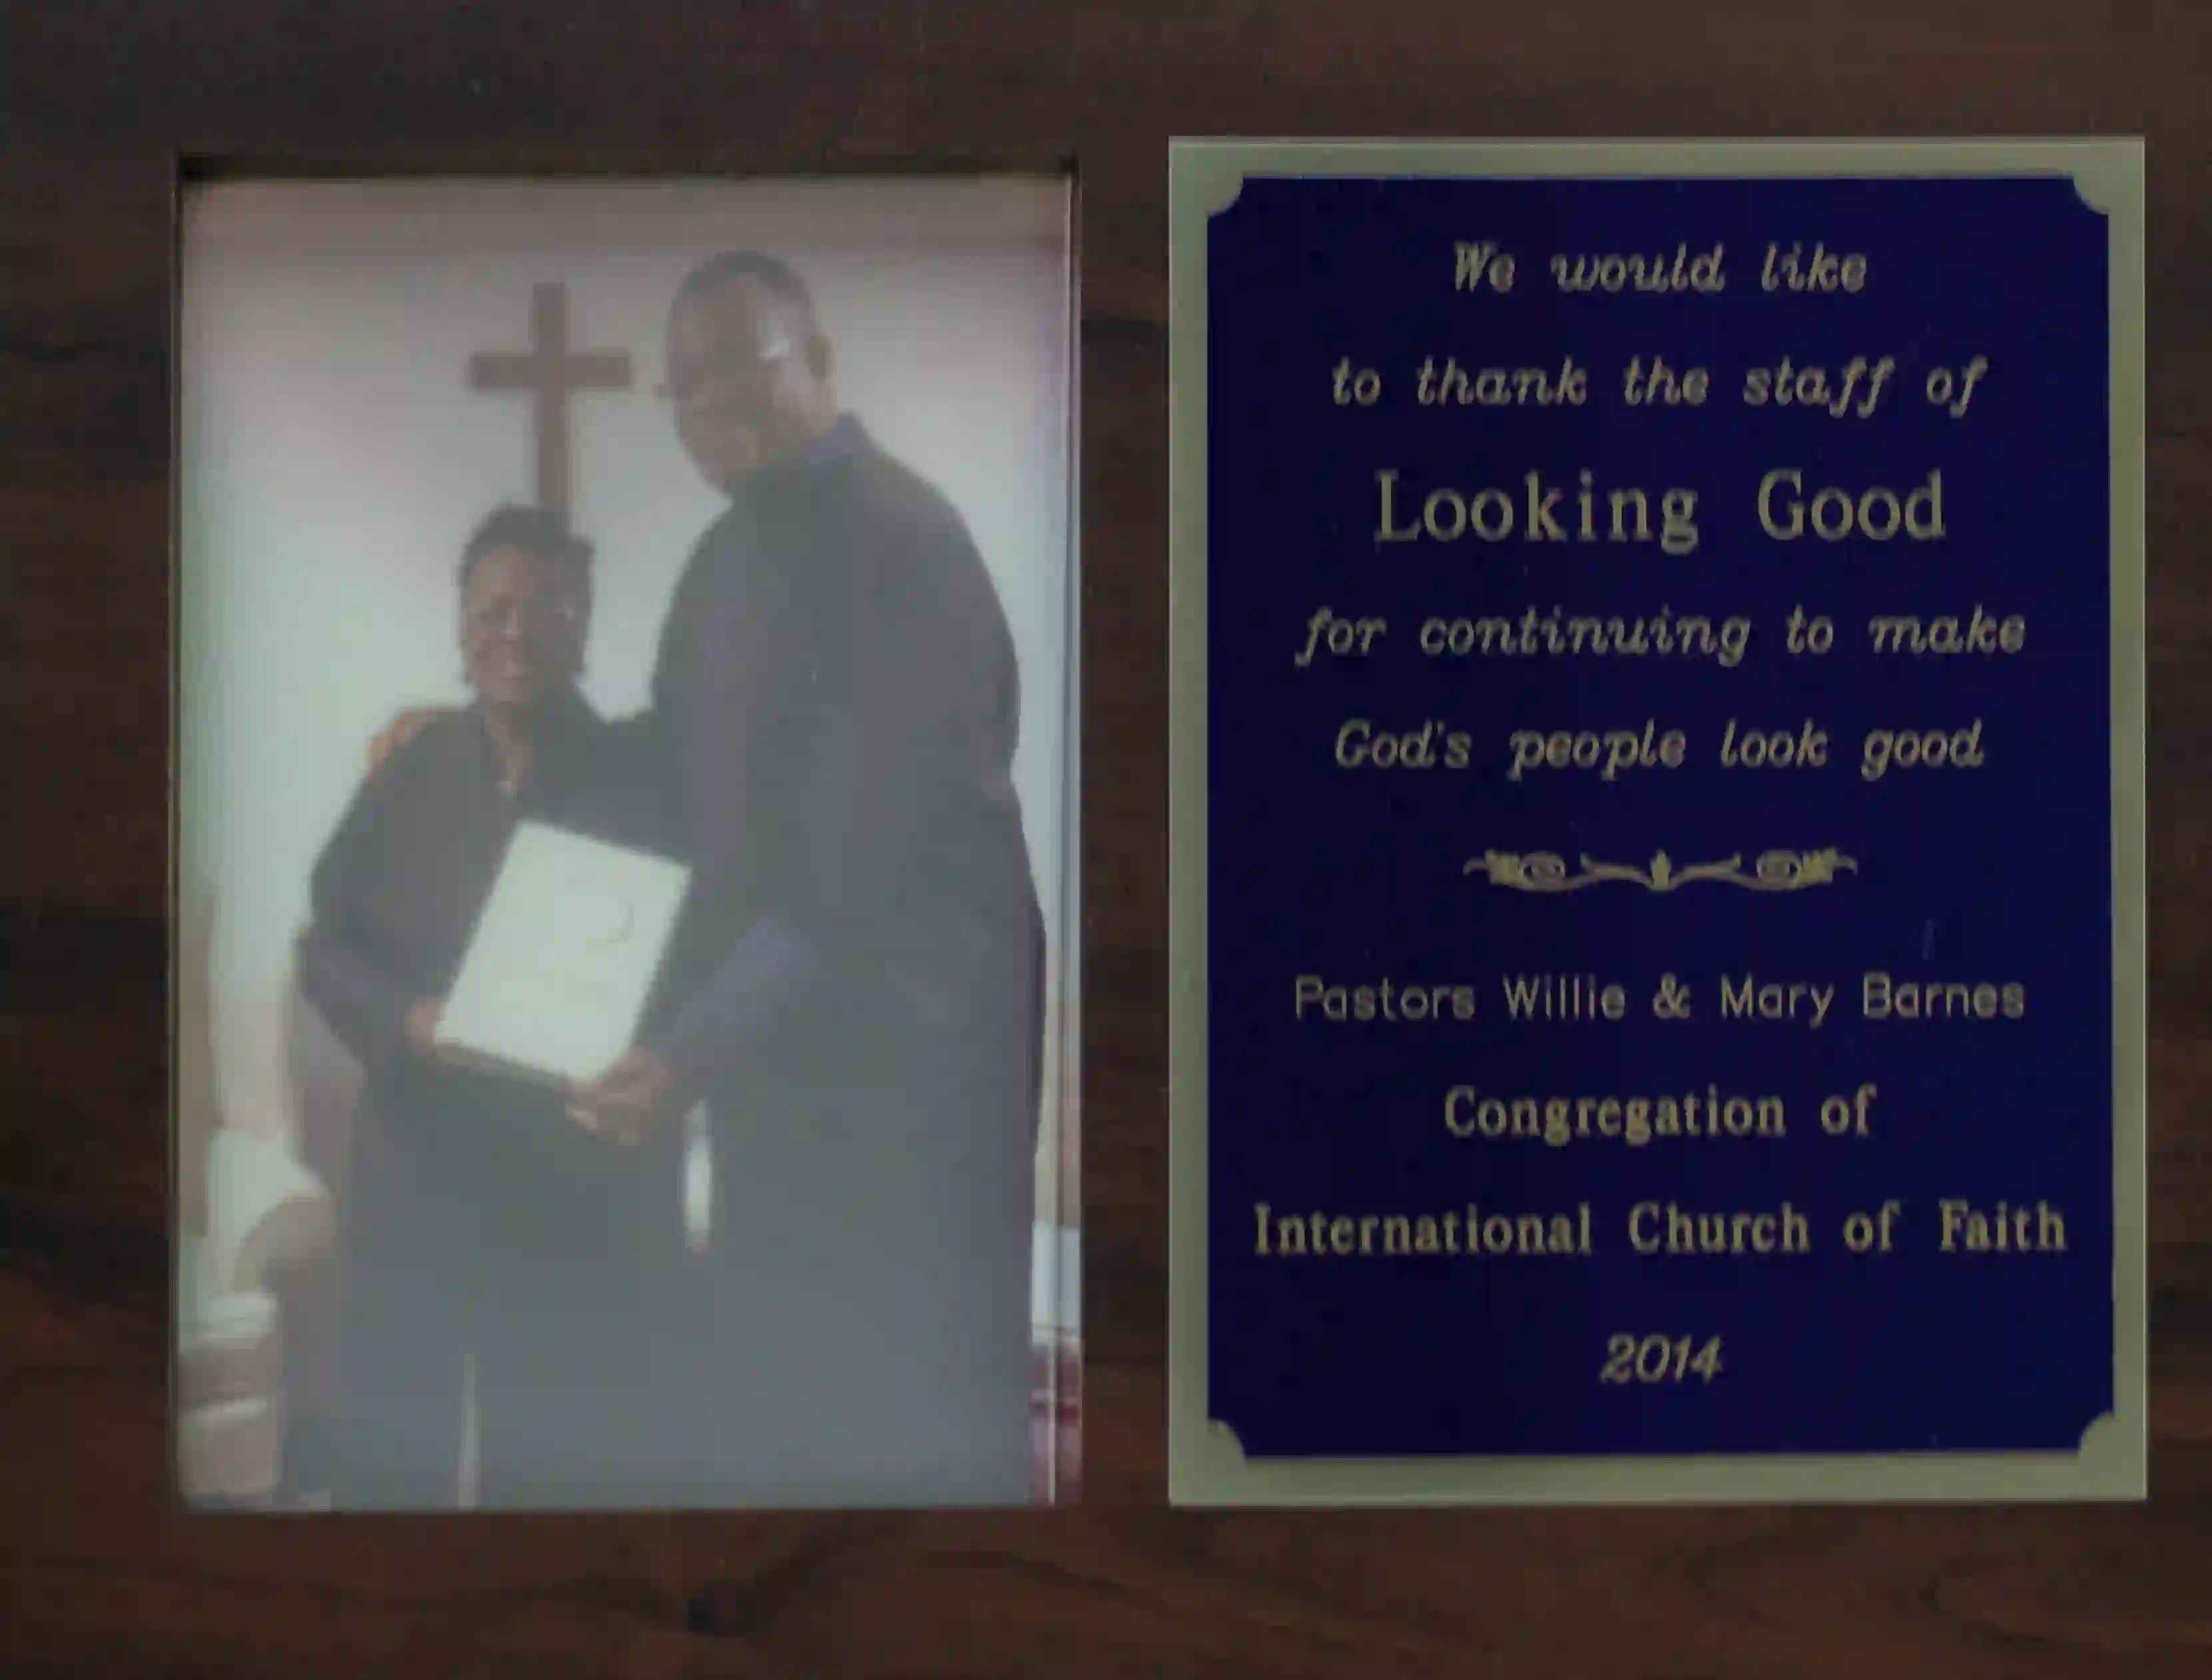 We would like
to thank the staff of
Looking Good
for continuing to make
God's people look good
Pastors Willie & Mary Barnes
Congregation of
International Church of Faith
2014